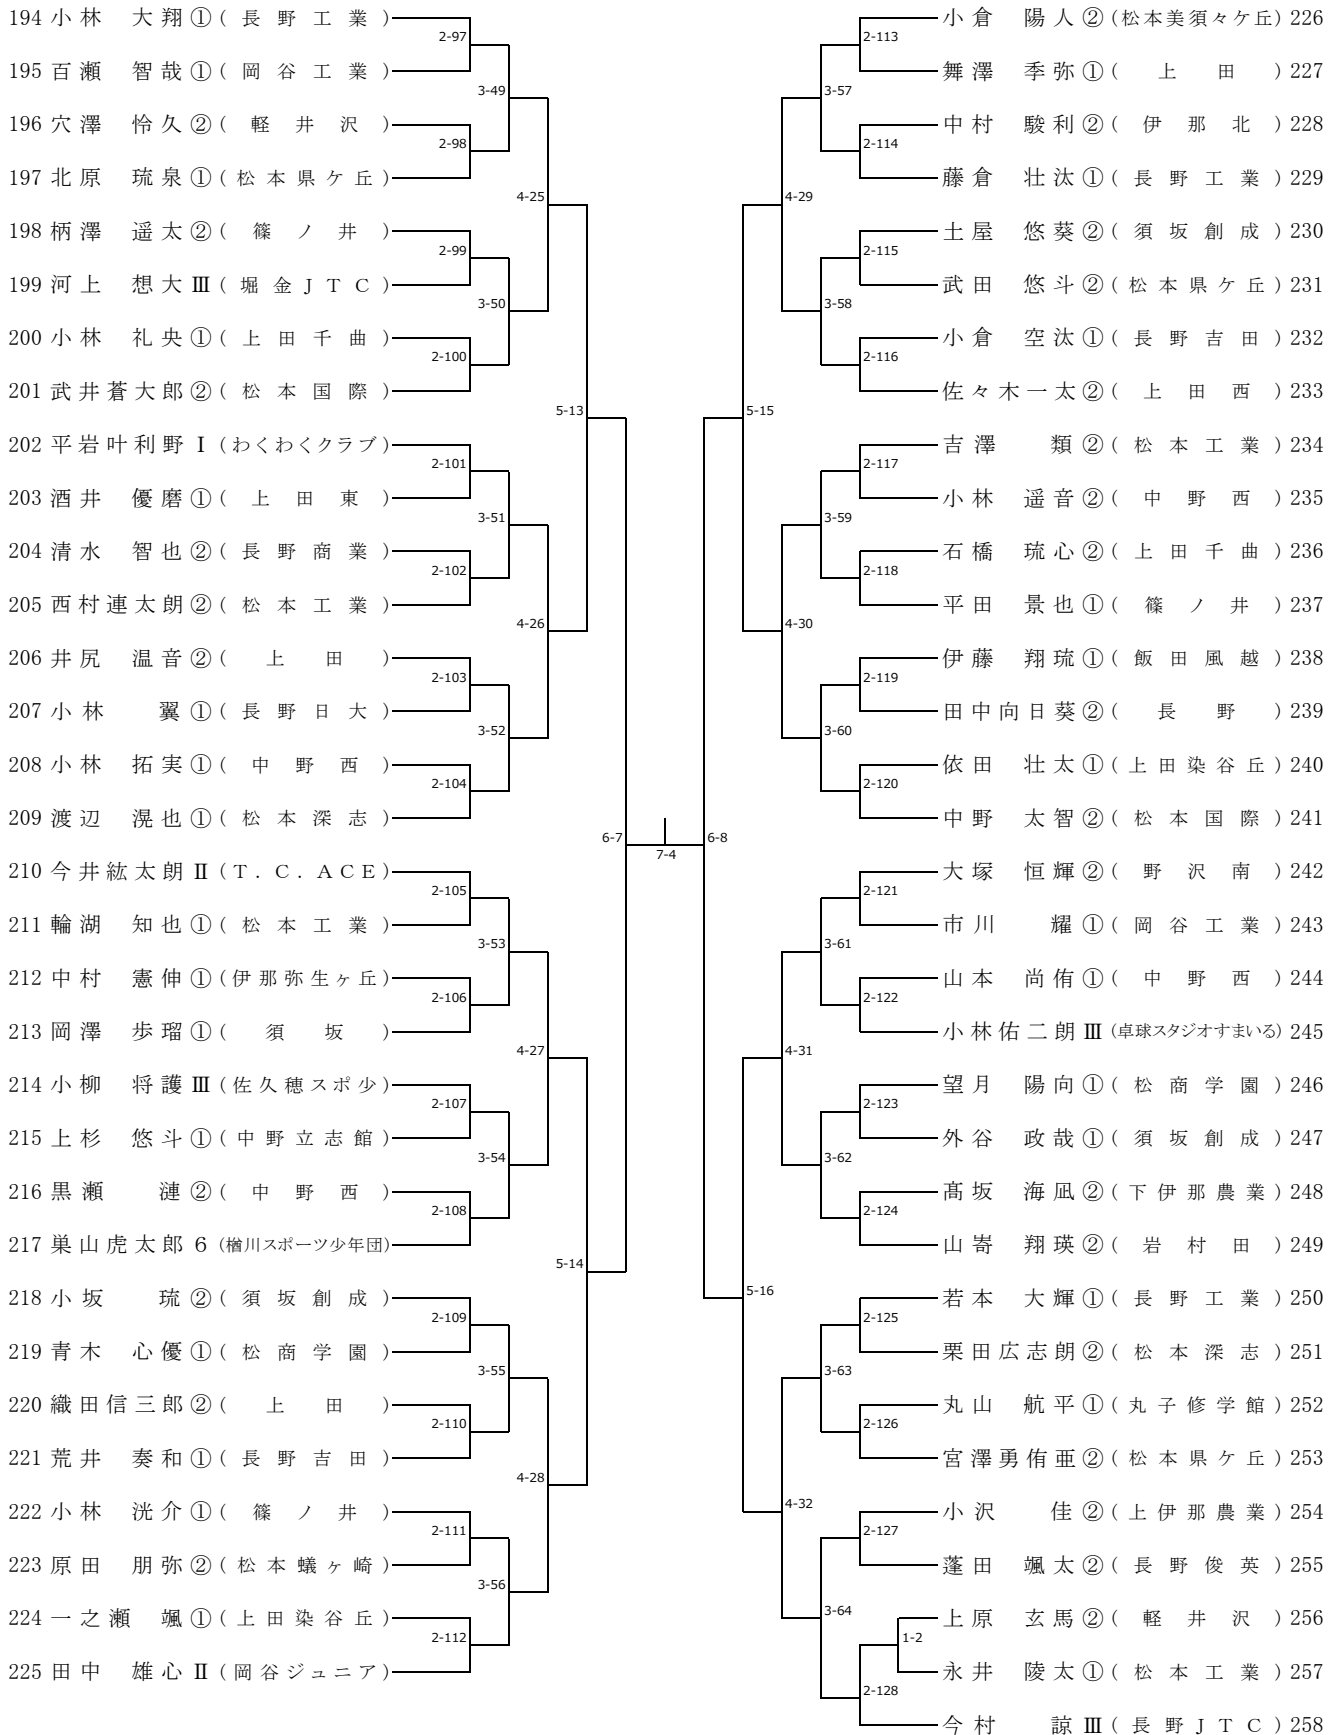 194 小林 大翔 ① (長野工業)
2-97
195 百瀬 智哉 ① (岡谷工業)
3-49
196 穴澤 怜久 ② (軽井沢)
2-98
197 北原 琉泉 ① (松本県ケ丘)
4-25
198 柄澤 遥太 ② (篠ノ井)
2-99
199 河上 想大 Ⅲ (堀金JTC)
3-50
200 小林 礼央 ① (上田千曲)
2-100
201 武井蒼大郎 ② (松本国際)
5-13
202 平岩叶利野 Ⅰ (わくわくクラブ)
2-101
203 酒井 優磨 ① (上田東)
3-51
204 清水 智也 ② (長野商業)
2-102
205 西村連太朗 ② (松本工業)
4-26
206 井尻 温音 ② (上田)
2-103
207 小林 翼 ① (長野日大)
3-52
208 小林 拓実 ① (中野西)
2-104
209 渡辺 滉也 ① (松本深志)
6-7
210 今井紘太朗 Ⅱ (T.C.ACE)
2-105
211 輪湖 知也 ① (松本工業)
3-53
212 中村 憲伸 ① (伊那弥生ヶ丘)
2-106
213 岡澤 歩瑠 ① (須坂)
4-27
214 小柳 将護 Ⅲ (佐久穂スポ少)
2-107
215 上杉 悠斗 ① (中野立志館)
3-54
216 黒瀬 漣 ② (中野西)
2-108
217 巣山虎太郎 6 (楢川スポーツ少年団)
5-14
218 小坂 琉 ② (須坂創成)
2-109
219 青木 心優 ① (松商学園)
3-55
220 織田信三郎 ② (上田)
2-110
221 荒井 奏和 ① (長野吉田)
4-28
222 小林 洸介 ① (篠ノ井)
2-111
223 原田 朋弥 ② (松本蟻ヶ崎)
3-56
224 一之瀬 颯 ① (上田染谷丘)
2-112
225 田中 雄心 Ⅱ (岡谷ジュニア)
7-4
小倉 陽人 ② (松本美須々ケ丘) 226
2-113
舞澤 季弥 ① (上田) 227
3-57
中村 駿利 ② (伊那北) 228
2-114
藤倉 壮汰 ① (長野工業) 229
4-29
土屋 悠葵 ② (須坂創成) 230
2-115
武田 悠斗 ② (松本県ケ丘) 231
3-58
小倉 空汰 ① (長野吉田) 232
2-116
佐々木一太 ② (上田西) 233
5-15
吉澤 類 ② (松本工業) 234
2-117
小林 遥音 ② (中野西) 235
3-59
石橋 琉心 ② (上田千曲) 236
2-118
平田 景也 ① (篠ノ井) 237
4-30
伊藤 翔琉 ① (飯田風越) 238
2-119
田中向日葵 ② (長野) 239
3-60
依田 壮太 ① (上田染谷丘) 240
2-120
中野 太智 ② (松本国際) 241
6-8
大塚 恒輝 ② (野沢南) 242
2-121
市川 耀 ① (岡谷工業) 243
3-61
山本 尚侑 ① (中野西) 244
2-122
小林佑二朗 Ⅲ (卓球スタジオすまいる) 245
4-31
望月 陽向 ① (松商学園) 246
2-123
外谷 政哉 ① (須坂創成) 247
3-62
髙坂 海凪 ② (下伊那農業) 248
2-124
山嵜 翔瑛 ② (岩村田) 249
5-16
若本 大輝 ① (長野工業) 250
2-125
栗田広志朗 ② (松本深志) 251
3-63
丸山 航平 ① (丸子修学館) 252
2-126
宮澤勇侑亜 ② (松本県ケ丘) 253
4-32
小沢 佳 ② (上伊那農業) 254
2-127
蓬田 颯太 ② (長野俊英) 255
3-64
上原 玄馬 ② (軽井沢) 256
1-2
永井 陵太 ① (松本工業) 257
2-128
今村 諒 Ⅲ (長野JTC) 258